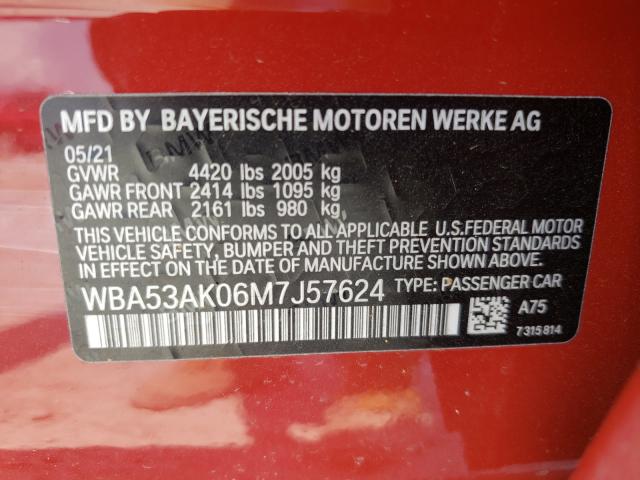 MFD BY BAYERISCHE MOTOREN WERKE AG
05/21
GVWR 4420 lbs 2005 kg
GAWR FRONT 2414 lbs 1095 kg
GAWR REAR 2161 lbs 980 kg
THIS VEHICLE CONFORMS TO ALL APPLICABLE U.S.FEDERAL MOTOR
VEHICLE SAFETY, BUMPER AND THEFT PREVENTION STANDARDS
IN EFFECT ON THE DATE OF MANUFACTURE SHOWN ABOVE.
WBA53AK06M7J57624 TYPE: PASSENGER CAR
A75
7315814